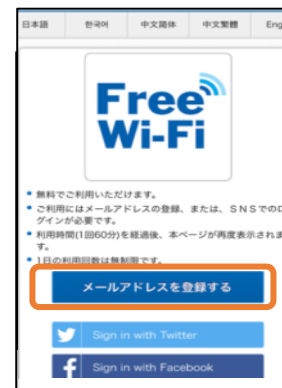 日本語 한국어 中文简体 中文繁體 Eng
Free
Wi-Fi
• 無料でご利用いただけます。
• ご利用にはメールアドレスの登録、または、SNSでのロ
グインが必要です。
• 利用時間(1回60分)を経過後、本ページが再度表示されま
す。
• 1日の利用回数は無制限です。
メールアドレスを登録する
Sign in with Twitter
Sign in with Facebook